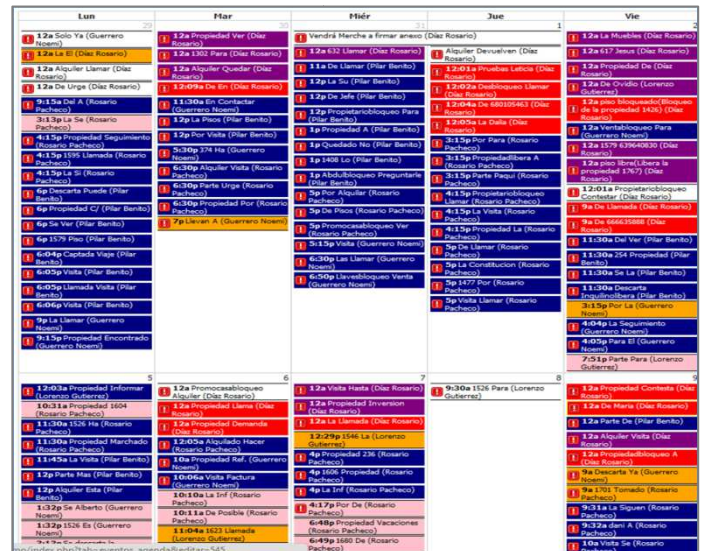 Lun Mar Miér Jue Vie
29 30 31 1 2
12a Solo Ya (Guerrero
Noemi)
12a La El (Díaz Rosario)
12a Alquiler Llamar (Díaz
Rosario)
12a De Urge (Díaz Rosario)
9:15a Del A (Rosario
Pacheco)
3:13p La Se (Rosario
Pacheco)
4:15p Propiedad Seguimiento
(Rosario Pacheco)
4:15p 1595 Llamada (Rosario
Pacheco)
4:15p La Si (Rosario
Pacheco)
6p Descarta Puede (Pilar
Benito)
6p Propiedad C/ (Pilar Benito)
6p Se Ver (Pilar Benito)
6p 1579 Piso (Pilar Benito)
6:04p Captada Viaje (Pilar
Benito)
6:05p Visita (Pilar Benito)
6:05p Llamada Visita (Pilar
Benito)
6:06p Visita (Pilar Benito)
9p La Llamar (Guerrero
Noemi)
9:15p Propiedad Encontrado
(Guerrero Noemi)
12a Propiedad Ver (Díaz
Rosario)
12a 1302 Para (Díaz Rosario)
12a Alquiler Quedar (Díaz
Rosario)
12:09a De En (Díaz Rosario)
11:30a En Contactar
(Guerrero Noemi)
12p La Pisos (Pilar Benito)
12p Por Visita (Pilar Benito)
5:30p 374 Ha (Guerrero
Noemi)
6:30p Alquiler Visita (Rosario
Pacheco)
6:30p Parte Urge (Rosario
Pacheco)
6:30p Propiedad Por (Rosario
Pacheco)
7p Llevan A (Guerrero Noemi)
Vendrá Merche a firmar anexo (Díaz Rosario)
12a 632 Llamar (Díaz Rosario)
11a De Llamar (Pilar Benito)
12p La Su (Pilar Benito)
12p De Jefe (Pilar Benito)
12p Propietariobloqueo Para
(Pilar Benito)
1p Propiedad A (Pilar Benito)
1p Quedado No (Pilar Benito)
1p 1408 Lo (Pilar Benito)
1p Abdulbloqueo Preguntarle
(Pilar Benito)
5p Por Alquilar (Rosario
Pacheco)
5p De Pisos (Rosario Pacheco)
5p Promocasabloqueo Ver
(Rosario Pacheco)
5:15p Visita (Guerrero Noemi)
6:30p Las Llamar (Guerrero
Noemi)
6:50p Llavesbloqueo Venta
(Guerrero Noemi)
Alquiler Devuelven (Díaz
Rosario)
12:01a Pruebas Leticia (Díaz
Rosario)
12:02a Desbloqueo Llamar
(Díaz Rosario)
12:04a De 680105463 (Díaz
Rosario)
12:05a La Dalia (Díaz
Rosario)
3:15p Por Para (Rosario
Pacheco)
3:15p Propiedadlibera A
(Rosario Pacheco)
3:15p Parte Paqui (Rosario
Pacheco)
4:15p Propietariobloqueo
Llamar (Rosario Pacheco)
4:15p La Visita (Rosario
Pacheco)
4:15p Propiedad La (Rosario
Pacheco)
5p De Llamar (Rosario
Pacheco)
5p La Constitucion (Rosario
Pacheco)
5p 1477 Por (Rosario
Pacheco)
5p Visita Llamar (Rosario
Pacheco)
12a La Muebles (Díaz Rosario)
12a 617 Jesus (Díaz Rosario)
12a Propiedad De (Díaz
Rosario)
12a De Ovidio (Lorenzo
Gutierrez)
12a piso bloqueado(Bloqueo
de la propiedad 1426) (Díaz
Rosario)
12a Ventabloqueo Para
(Guerrero Noemi)
12a 1579 639640830 (Díaz
Rosario)
12a piso libre(Libera la
propiedad 1767) (Díaz
Rosario)
12:01a Propietariobloqueo
Contestar (Díaz Rosario)
9a De Llamada (Díaz Rosario)
9a De 666635888 (Díaz
Rosario)
11:30a Del Ver (Pilar Benito)
11:30a 254 Propiedad (Pilar
Benito)
11:30a Se La (Pilar Benito)
11:30a Descarta
Inquilinolibera (Pilar Benito)
3:15p Por La (Guerrero
Noemi)
4:04p La Seguimiento
(Guerrero Noemi)
4:05p Para El (Guerrero
Noemi)
7:51p Parte Para (Lorenzo
Gutierrez)
5 6 7 8 9
12:03a Propiedad Informar
(Lorenzo Gutierrez)
10:31a Propiedad 1604
(Rosario Pacheco)
11:30a 1526 Ha (Rosario
Pacheco)
11:30a Propiedad Marchado
(Rosario Pacheco)
11:45a La Visita (Pilar Benito)
12p Parte Mas (Pilar Benito)
12p Alquiler Esta (Pilar
Benito)
1:32p Se Alberto (Guerrero
Noemi)
1:32p 1526 Es (Guerrero
Noemi)
12a Promocasabloqueo
Alquiler (Díaz Rosario)
12a Propiedad Llama (Díaz
Rosario)
12a Propiedad Demanda
(Díaz Rosario)
12:05a Alquilado Hacer
(Rosario Pacheco)
10a Propiedad Ref. (Guerrero
Noemi)
10:06a Visita Factura
(Guerrero Noemi)
10:10a La Inf (Rosario
Pacheco)
10:11a De Posible (Rosario
Pacheco)
11:04a 1623 Llamada
(Lorenzo Gutierrez)
12a Visita Hasta (Díaz Rosario)
12a Propiedad Inversion
(Díaz Rosario)
12a La Llamada (Díaz Rosario)
12:29p 1546 La (Lorenzo
Gutierrez)
4p Propiedad 236 (Rosario
Pacheco)
4p 1606 Propiedad (Rosario
Pacheco)
4p La Inf (Rosario Pacheco)
4:17p Por De (Rosario
Pacheco)
6:48p Propiedad Vacaciones
(Rosario Pacheco)
6:49p 1680 De (Rosario
Pacheco)
9:30a 1526 Para (Lorenzo
Gutierrez)
12a Propiedad Contesta (Díaz
Rosario)
12a De Maria (Díaz Rosario)
12a Parte De (Pilar Benito)
12a Alquiler Visita (Díaz
Rosario)
12a Propiedadbloqueo A
(Díaz Rosario)
9a Descarta Ya (Guerrero
Noemi)
9a 1701 Tomado (Rosario
Pacheco)
9:31a La Siguen (Rosario
Pacheco)
9:32a dani A (Rosario
Pacheco)
10a Visita Se (Rosario
Pacheco)